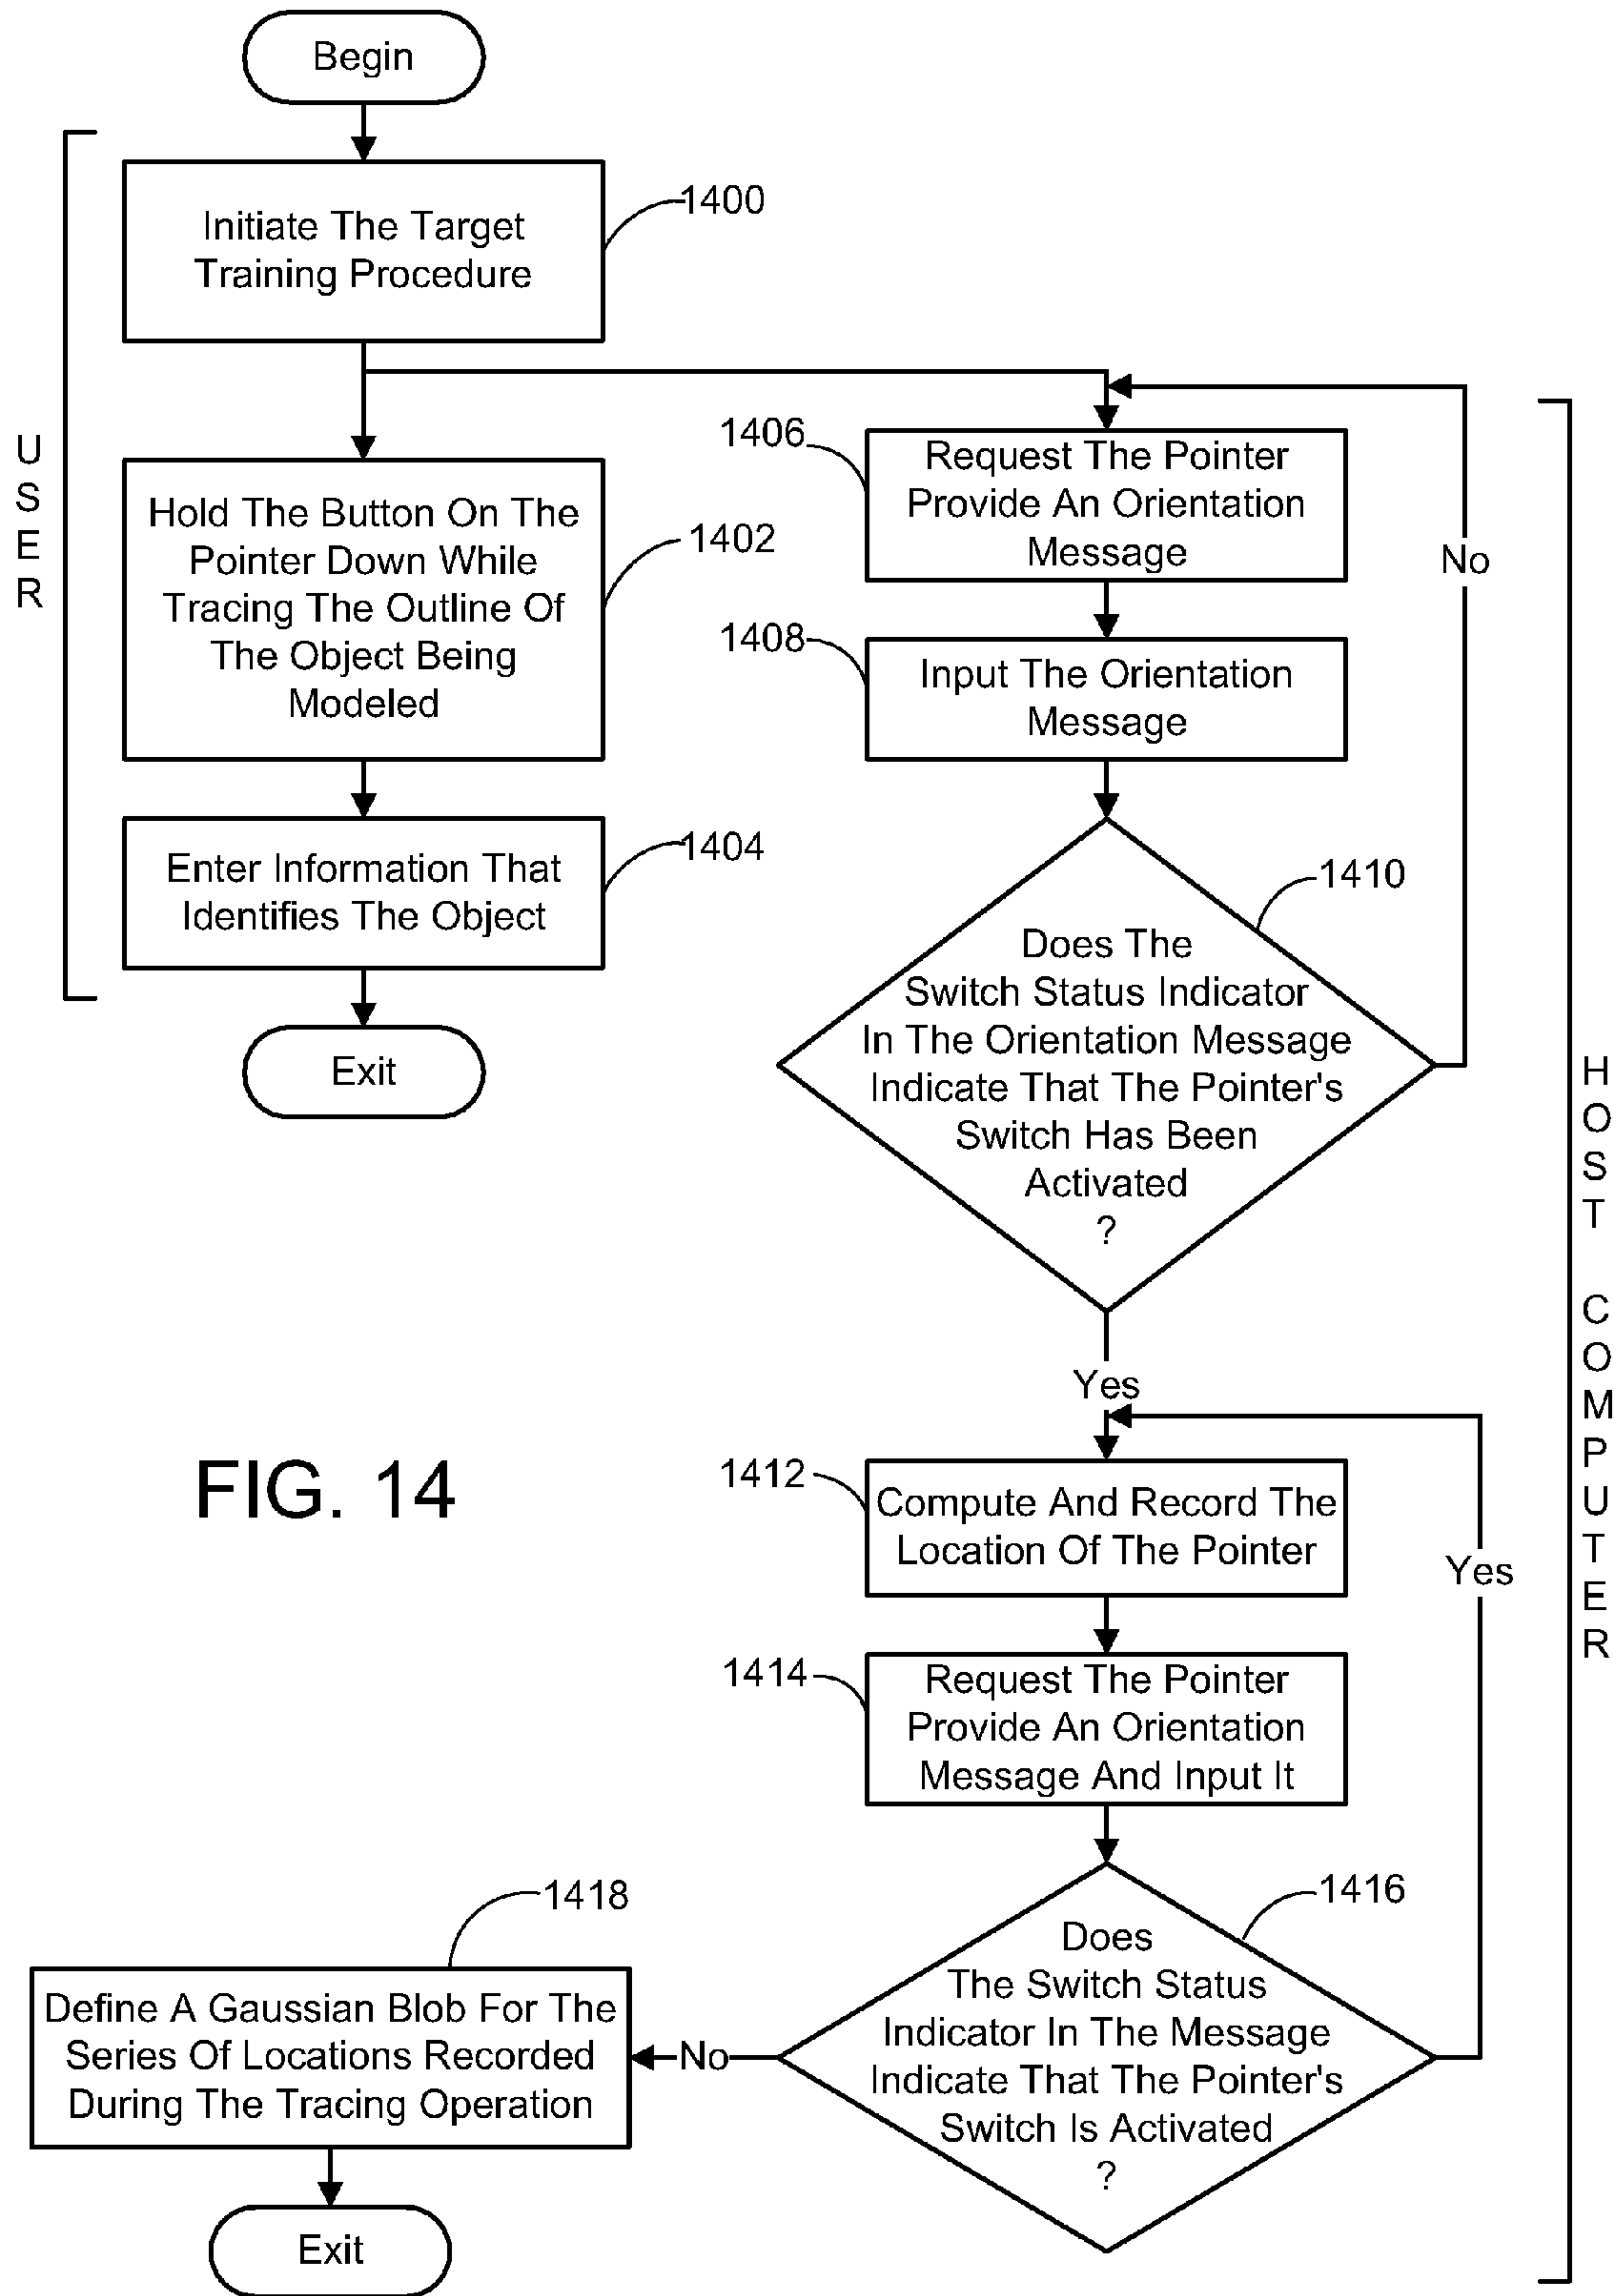 Begin
Initiate The Target
Training Procedure
1400
USER
Hold The Button On The
Pointer Down While
Tracing The Outline Of
The Object Being
Modeled
1402
Enter Information That
Identifies The Object
1404
Exit
1406
Request The Pointer
Provide An Orientation
Message
No
1408
Input The Orientation
Message
1410
Does The
Switch Status Indicator
In The Orientation Message
Indicate That The Pointer's
Switch Has Been
Activated
?
Yes
HOST COMPUTER
FIG. 14
1412
Compute And Record The
Location Of The Pointer
Yes
1414
Request The Pointer
Provide An Orientation
Message And Input It
1416
Does
The Switch Status
Indicator In The Message
Indicate That The Pointer's
Switch Is Activated
?
No
1418
Define A Gaussian Blob For The
Series Of Locations Recorded
During The Tracing Operation
Exit